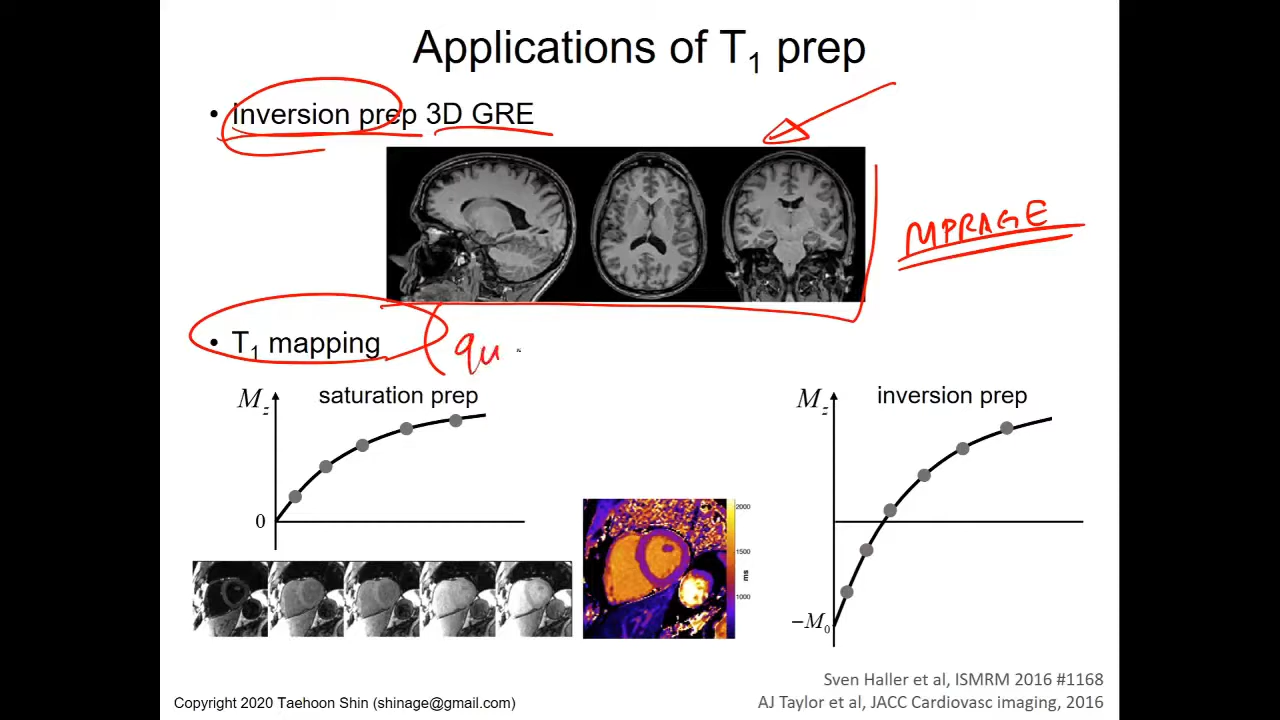 Applications of T₁ prep
• Inversion prep 3D GRE
MPRAGE
• T₁ mapping
(qu
M_z
saturation prep
0
2000
1500
ms
1000
M_z
inversion prep
−M₀
Sven Haller et al, ISMRM 2016 #1168
AJ Taylor et al, JACC Cardiovasc imaging, 2016
Copyright 2020 Taehoon Shin (shinage@gmail.com)